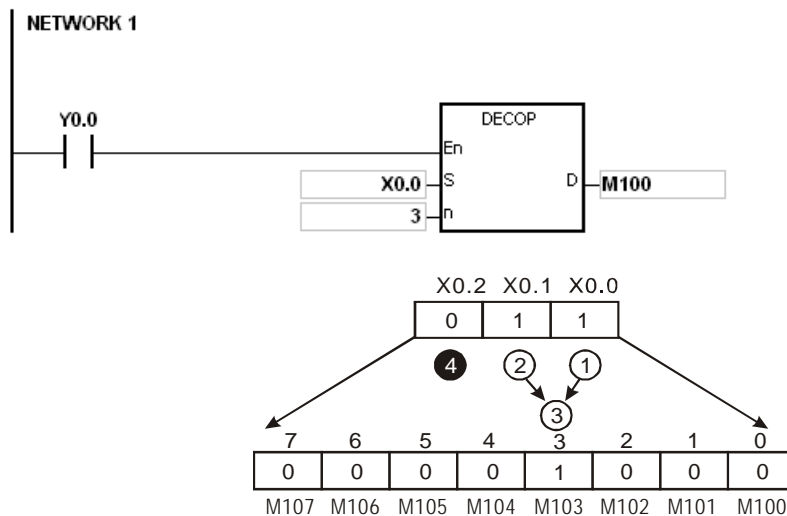 NETWORK 1
Y0.0
DECOP
En
X0.0 S D M100
3 n
X0.2 X0.1 X0.0
0 1 1
4 2 1
3
7 6 5 4 3 2 1 0
0 0 0 0 1 0 0 0
M107 M106 M105 M104 M103 M102 M101 M100